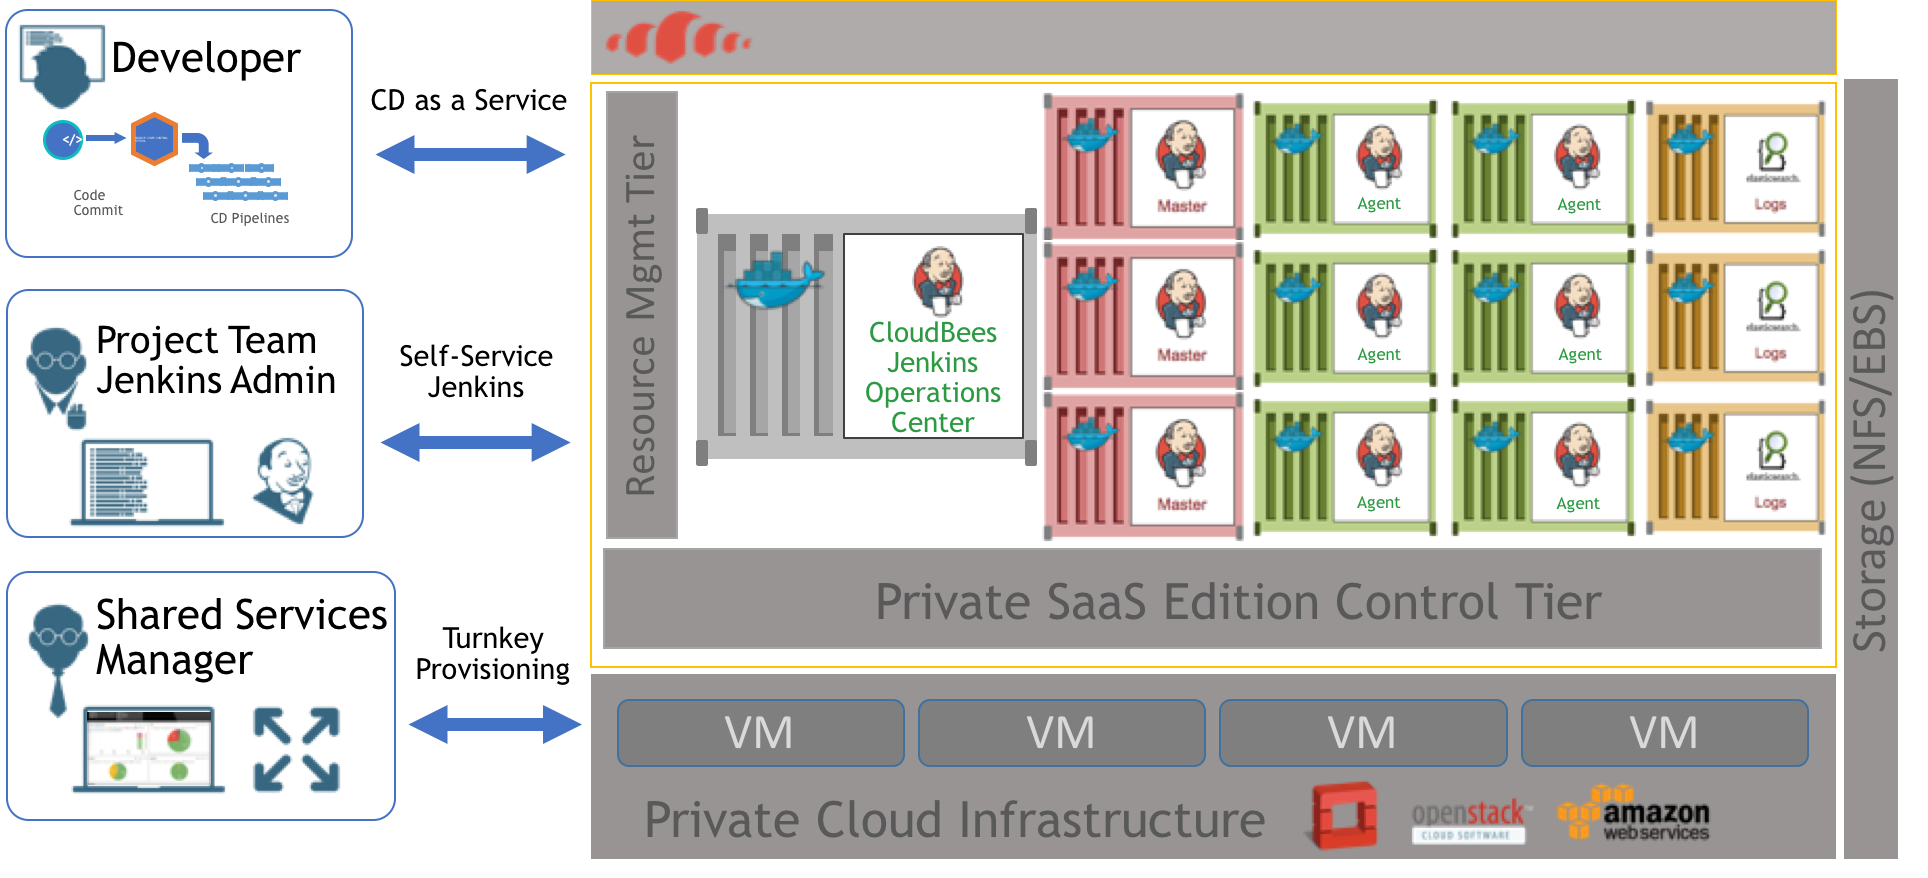 Developer
</>
Code
Commit
CD Pipelines
CD as a Service
Project Team
Jenkins Admin
Self-Service
Jenkins
Shared Services
Manager
Turnkey
Provisioning
Resource Mgmt Tier
CloudBees
Jenkins
Operations
Center
Master
Agent
Agent
elasticsearch.
Logs
Master
Agent
Agent
elasticsearch.
Logs
Master
Agent
Agent
elasticsearch.
Logs
Private SaaS Edition Control Tier
Storage (NFS/EBS)
VM
VM
VM
VM
Private Cloud Infrastructure
openstack
CLOUD SOFTWARE
amazon
webservices